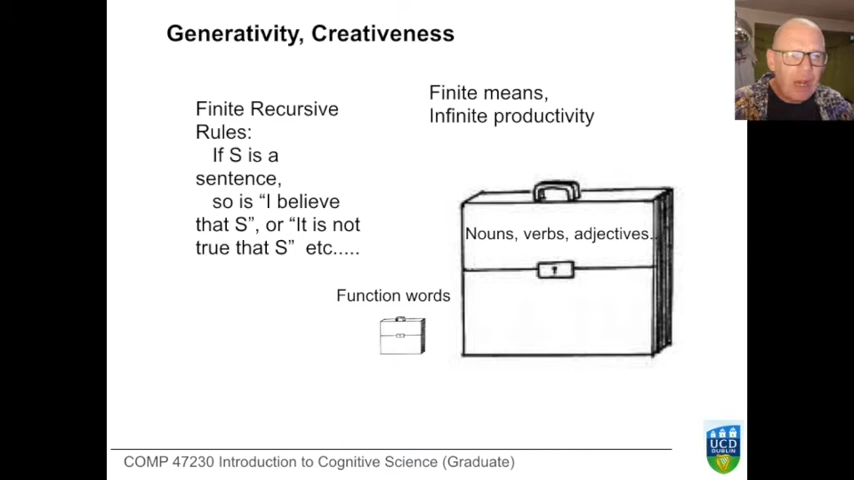 Generativity, Creativeness
Finite Recursive
Rules:
If S is a
sentence,
so is “I believe
that S”, or “It is not
true that S” etc.....
Finite means,
Infinite productivity
Nouns, verbs, adjectives..
Function words
COMP 47230 Introduction to Cognitive Science (Graduate)
UCD
DUBLIN